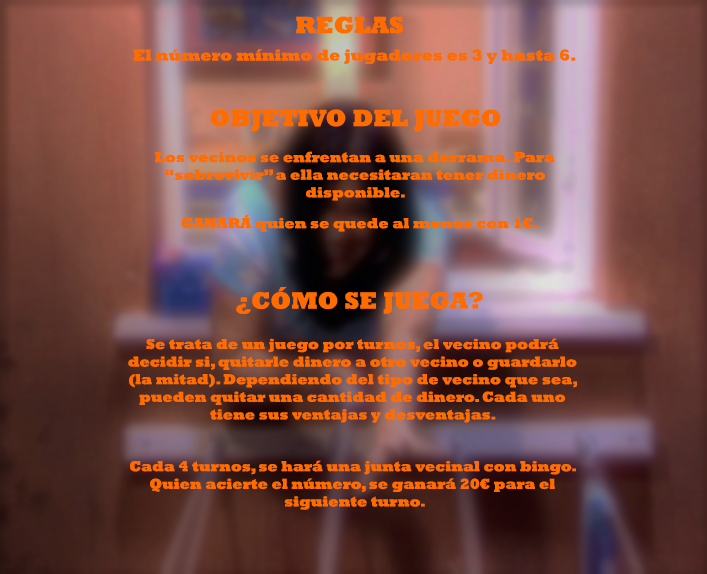 REGLAS
El número mínimo de jugadores es 3 y hasta 6.
OBJETIVO DEL JUEGO
Los vecinos se enfrentan a una derrama. Para
"sobrevivir" a ella necesitaran tener dinero
disponible.
GANARÁ quien se quede al menos con 1€.
¿CÓMO SE JUEGA?
Se trata de un juego por turnos, el vecino podrá
decidir si, quitarle dinero a otro vecino o guardarlo
(la mitad). Dependiendo del tipo de vecino que sea,
pueden quitar una cantidad de dinero. Cada uno
tiene sus ventajas y desventajas.
Cada 4 turnos, se hará una junta vecinal con bingo.
Quien acierte el número, se ganará 20€ para el
siguiente turno.